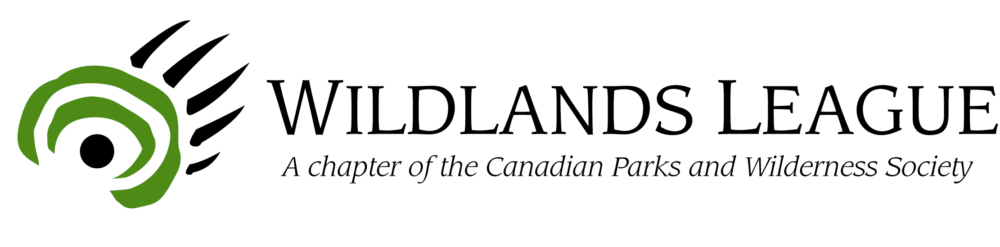 WILDLANDS LEAGUE
A chapter of the Canadian Parks and Wilderness Society